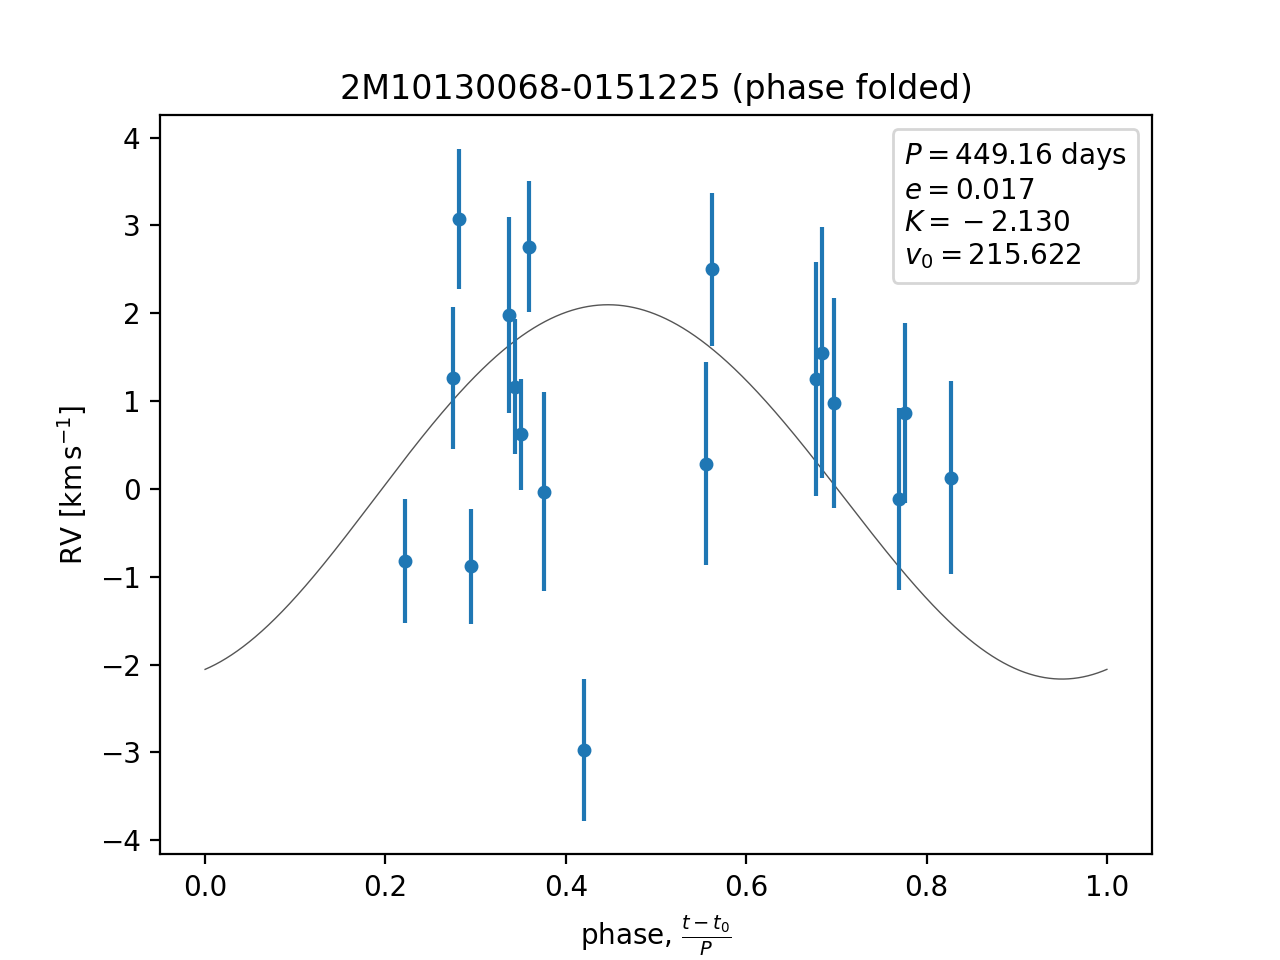 2M10130068-0151225 (phase folded)
P = 449.16 days
e = 0.017
K = −2.130
v₀ = 215.622
4
3
2
1
0
−1
−2
−3
−4
RV [km s⁻¹]
0.0 0.2 0.4 0.6 0.8 1.0
phase, (t − t₀)/P